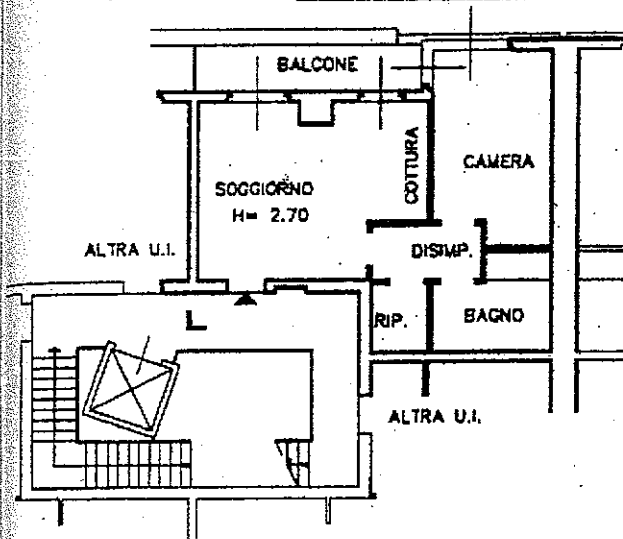 BALCONE
COTTURA
CAMERA
SOGGIORNO
H= 2.70
ALTRA U.I.
DISIMP.
L
RIP.
BAGNO
ALTRA U.I.